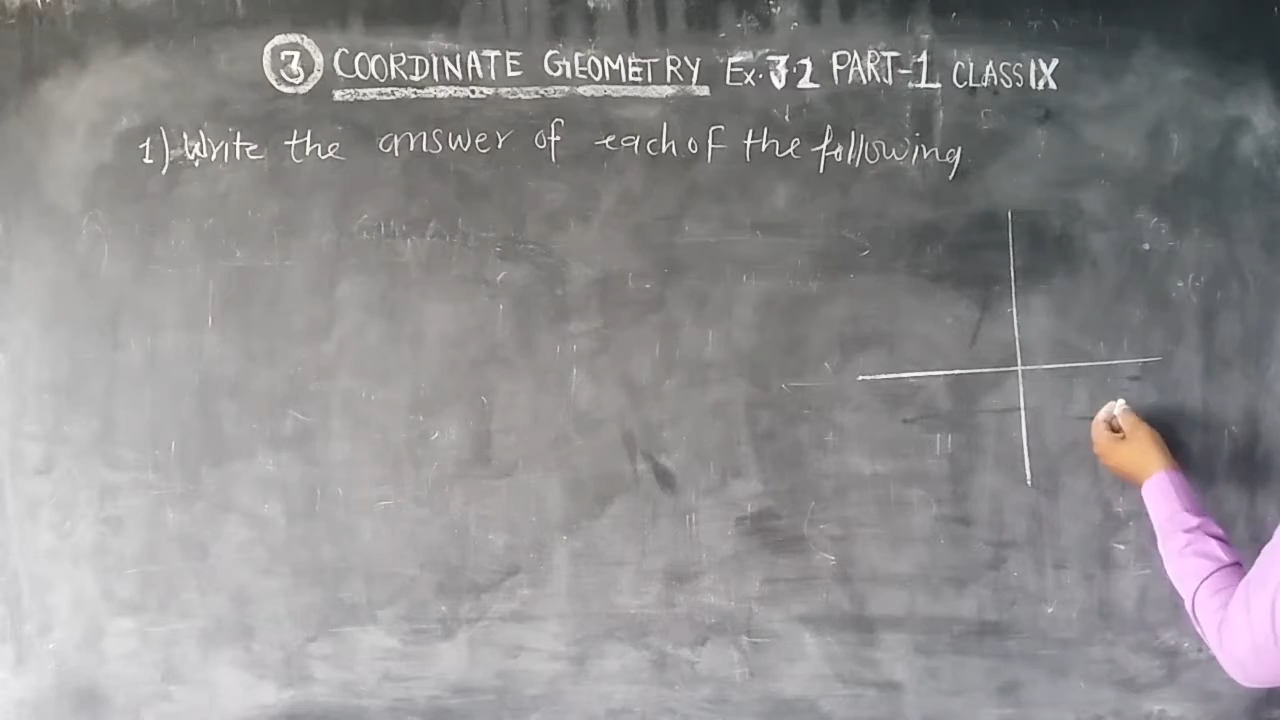 3 COORDINATE GEOMETRY Ex. 3.2 PART-1 CLASS IX
1) Write the answer of each of the following